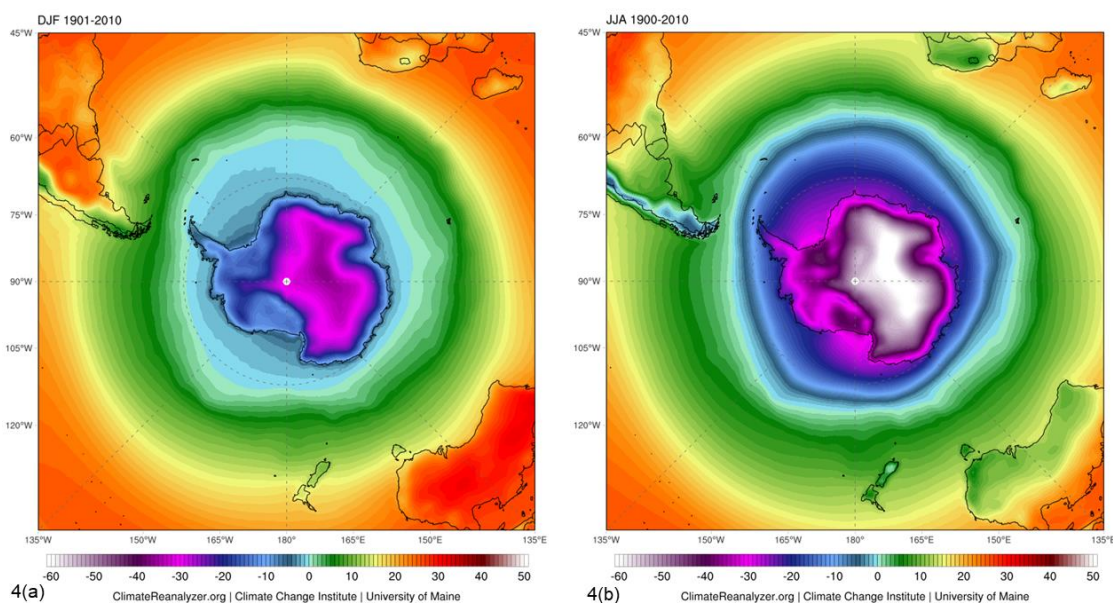 DJF 1901-2010
45°W
60°W
75°W
90°W
105°W
120°W
135°W 150°W 165°W 180° 165°W 150°W 135°E
-60 -50 -40 -30 -20 -10 0 10 20 30 40 50
4(a)
ClimateReanalyzer.org | Climate Change Institute | University of Maine
JJA 1900-2010
45°W
60°W
75°W
90°W
105°W
120°W
135°W 150°W 165°W 180° 165°W 150°W 135°E
-60 -50 -40 -30 -20 -10 0 10 20 30 40 50
4(b)
ClimateReanalyzer.org | Climate Change Institute | University of Maine